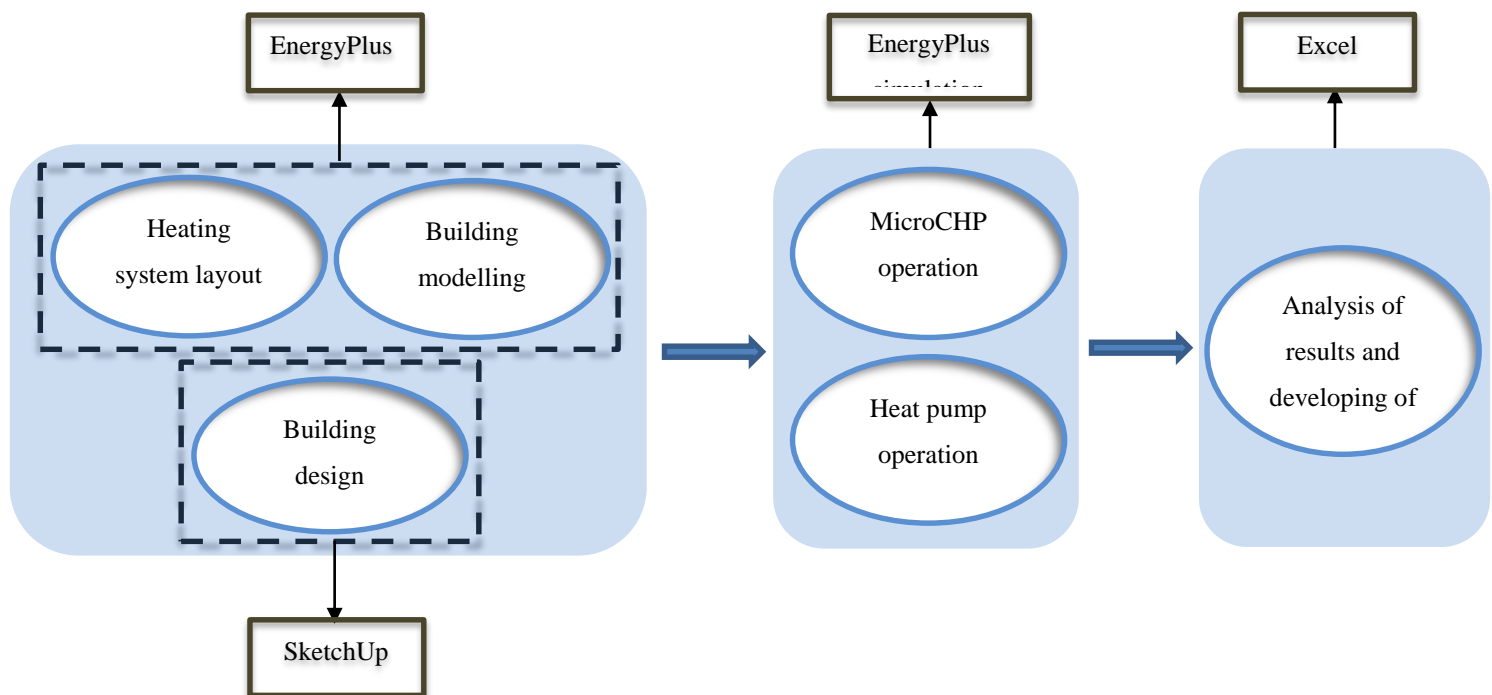 EnergyPlus
EnergyPlus
Excel
Heating
system layout
Building
modelling
Building
design
SketchUp
MicroCHP
operation
Heat pump
operation
Analysis of
results and
developing of